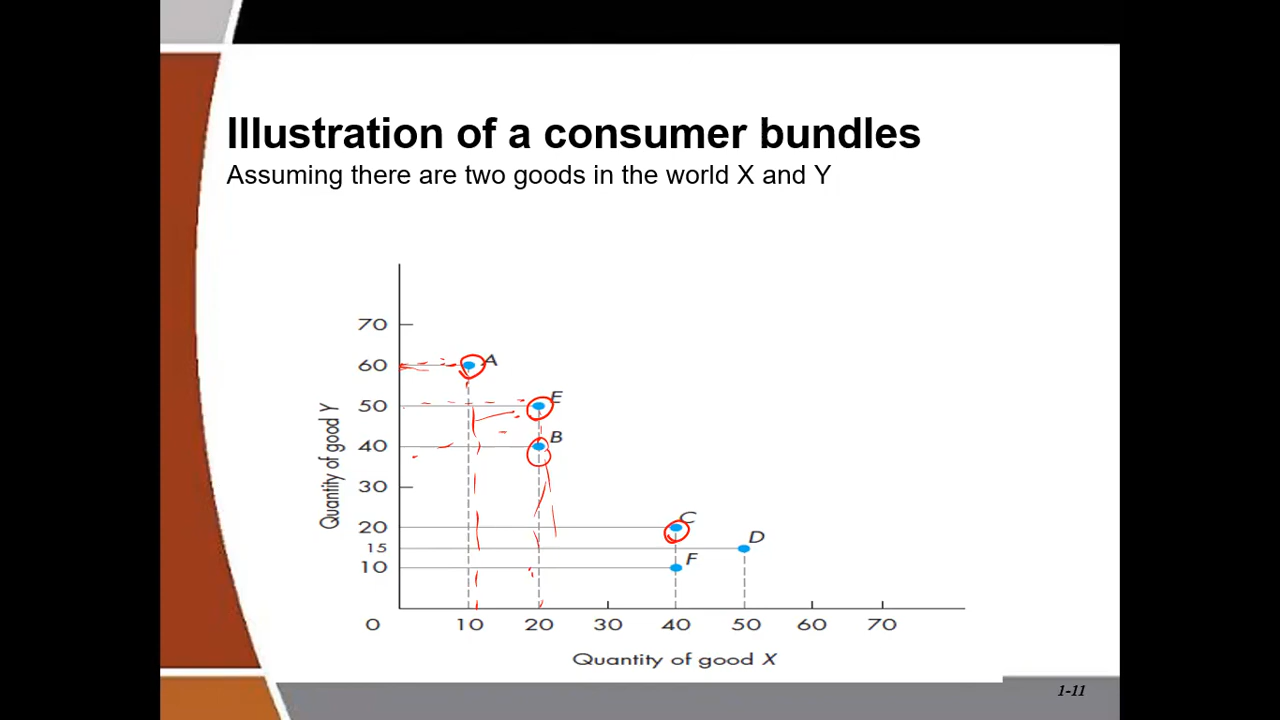 Illustration of a consumer bundles
Assuming there are two goods in the world X and Y
Quantity of good Y
70
60
50
40
30
20
15
10
0
A
E
B
C
D
F
10 20 30 40 50 60 70
Quantity of good X
1-11